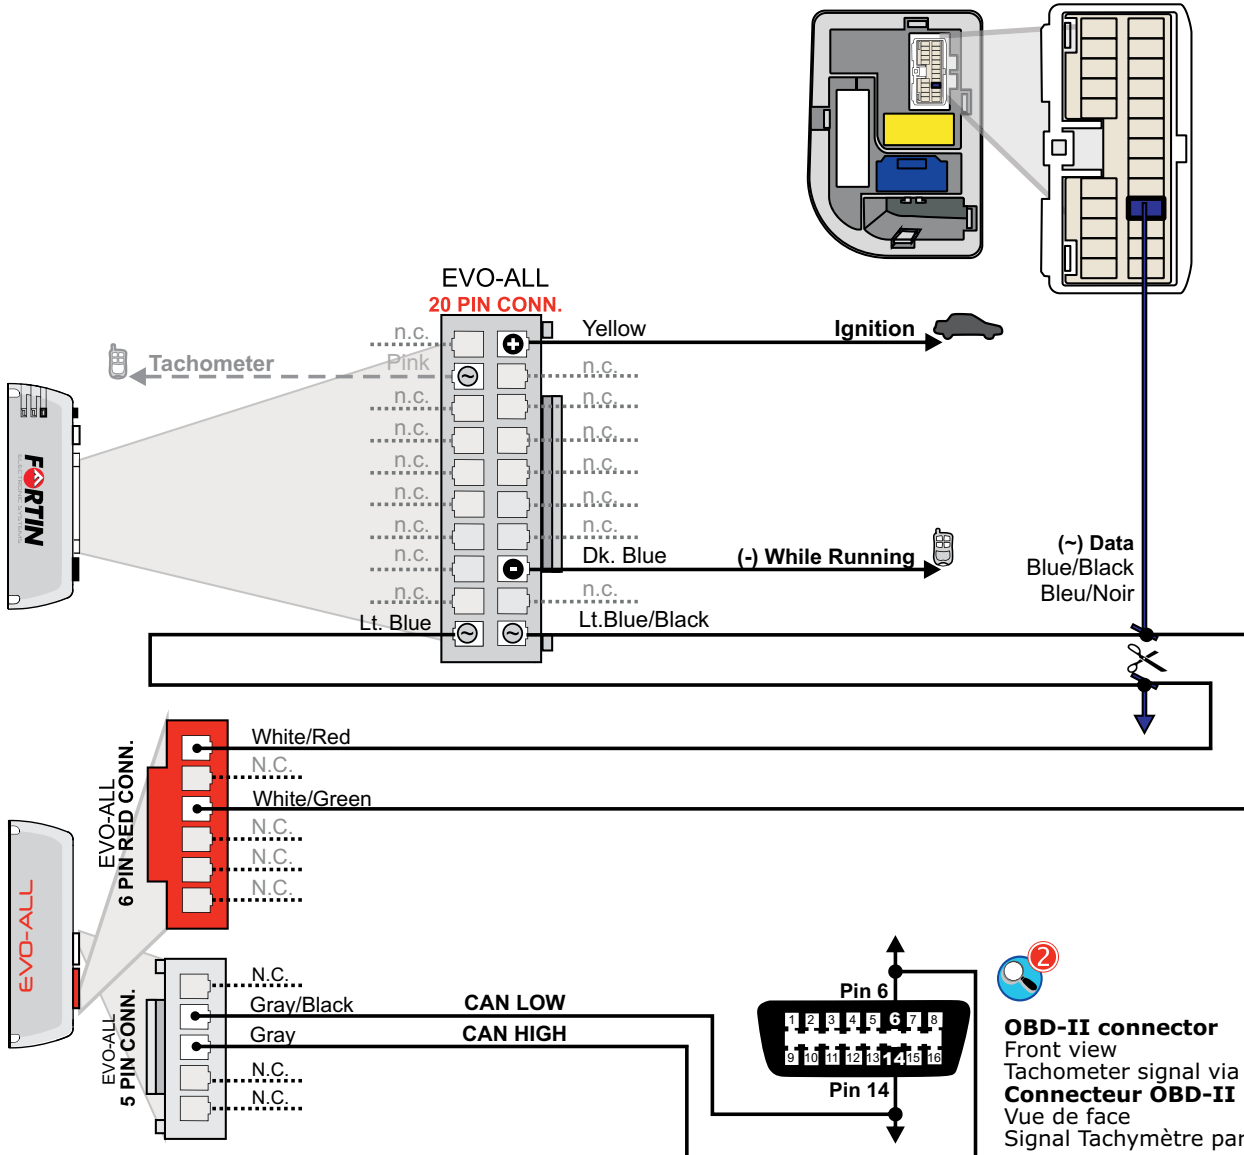 EVO-ALL
20 PIN CONN.
n.c.
Yellow
Ignition
Tachometer
Pink
n.c.
n.c.
n.c.
n.c.
n.c.
n.c.
n.c.
n.c.
n.c.
n.c.
n.c.
n.c.
Dk. Blue
(-) While Running
n.c.
n.c.
Lt. Blue
Lt.Blue/Black
(~) Data
Blue/Black
Bleu/Noir
FORTIN
ELECTRONIC SYSTEMS
EVO-ALL
6 PIN RED CONN.
White/Red
N.C.
White/Green
N.C.
N.C.
N.C.
EVO-ALL
EVO-ALL
5 PIN CONN.
N.C.
Gray/Black
CAN LOW
Gray
CAN HIGH
N.C.
N.C.
Pin 6
1 2 3 4 5 6 7 8
9 10 11 12 13 14 15 16
Pin 14
2
OBD-II connector
Front view
Tachometer signal via
Connecteur OBD-II
Vue de face
Signal Tachymètre par